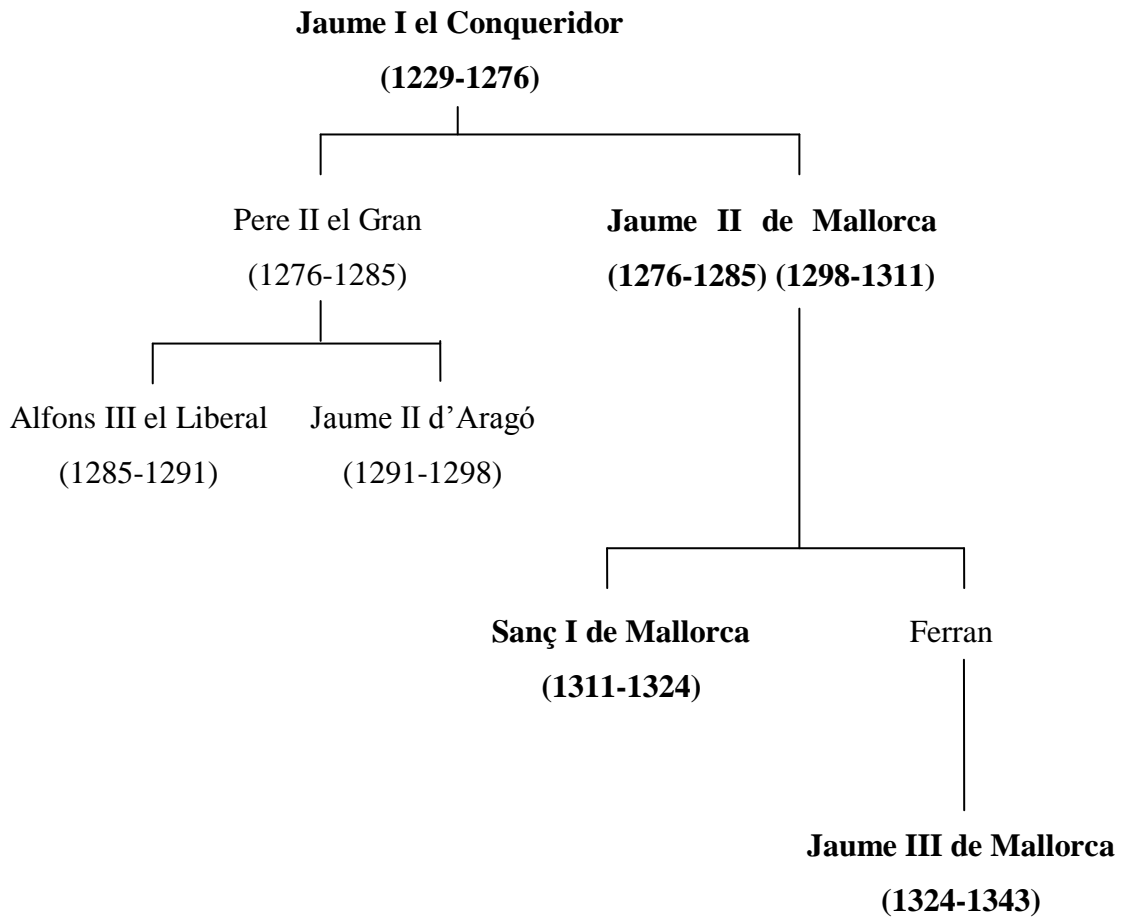 Jaume I el Conqueridor
(1229-1276)
Pere II el Gran
(1276-1285)
Jaume II de Mallorca
(1276-1285) (1298-1311)
Alfons III el Liberal
(1285-1291)
Jaume II d’Aragó
(1291-1298)
Sanç I de Mallorca
(1311-1324)
Ferran
Jaume III de Mallorca
(1324-1343)